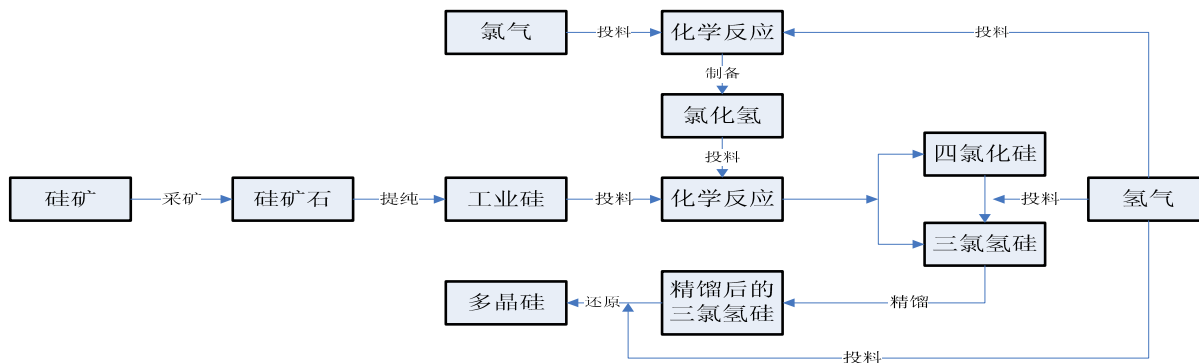 氯气
投料
化学反应
投料
制备
氯化氢
投料
四氯化硅
硅矿
采矿
硅矿石
提纯
工业硅
投料
化学反应
投料
氢气
三氯氢硅
多晶硅
还原
精馏后的
三氯氢硅
精馏
投料